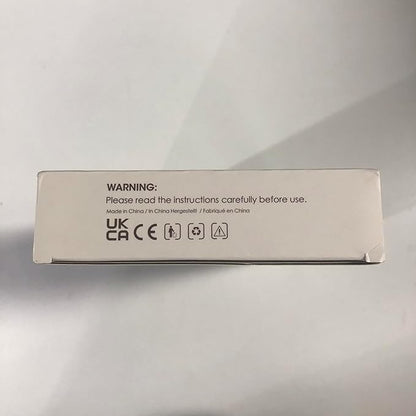 WARNING:
Please read the instructions carefully before use.
Made in China / In China Hergestellt / Fabriqué en China
UK
CA CE